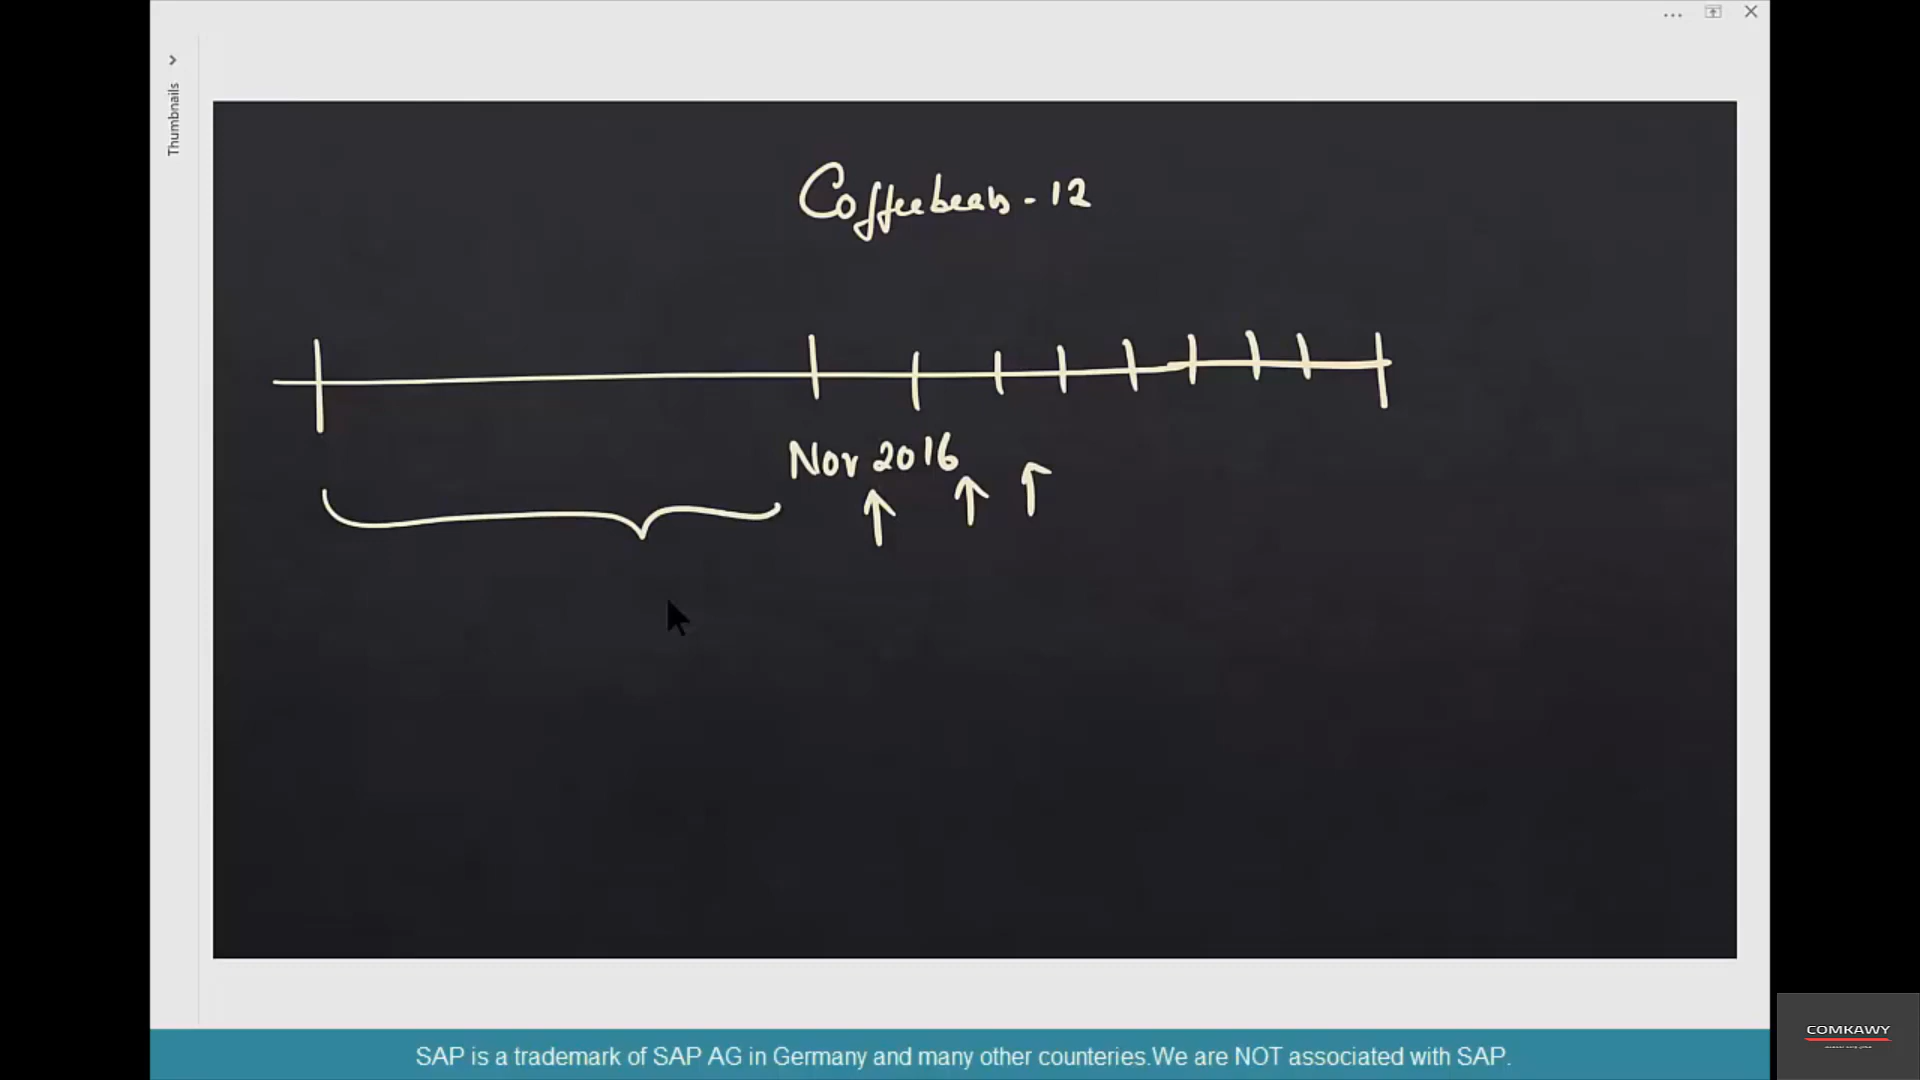 Thumbnails
Coffeebeans - 12
Nov 2016
COMKAWY
SAP is a trademark of SAP AG in Germany and many other counteries.We are NOT associated with SAP.